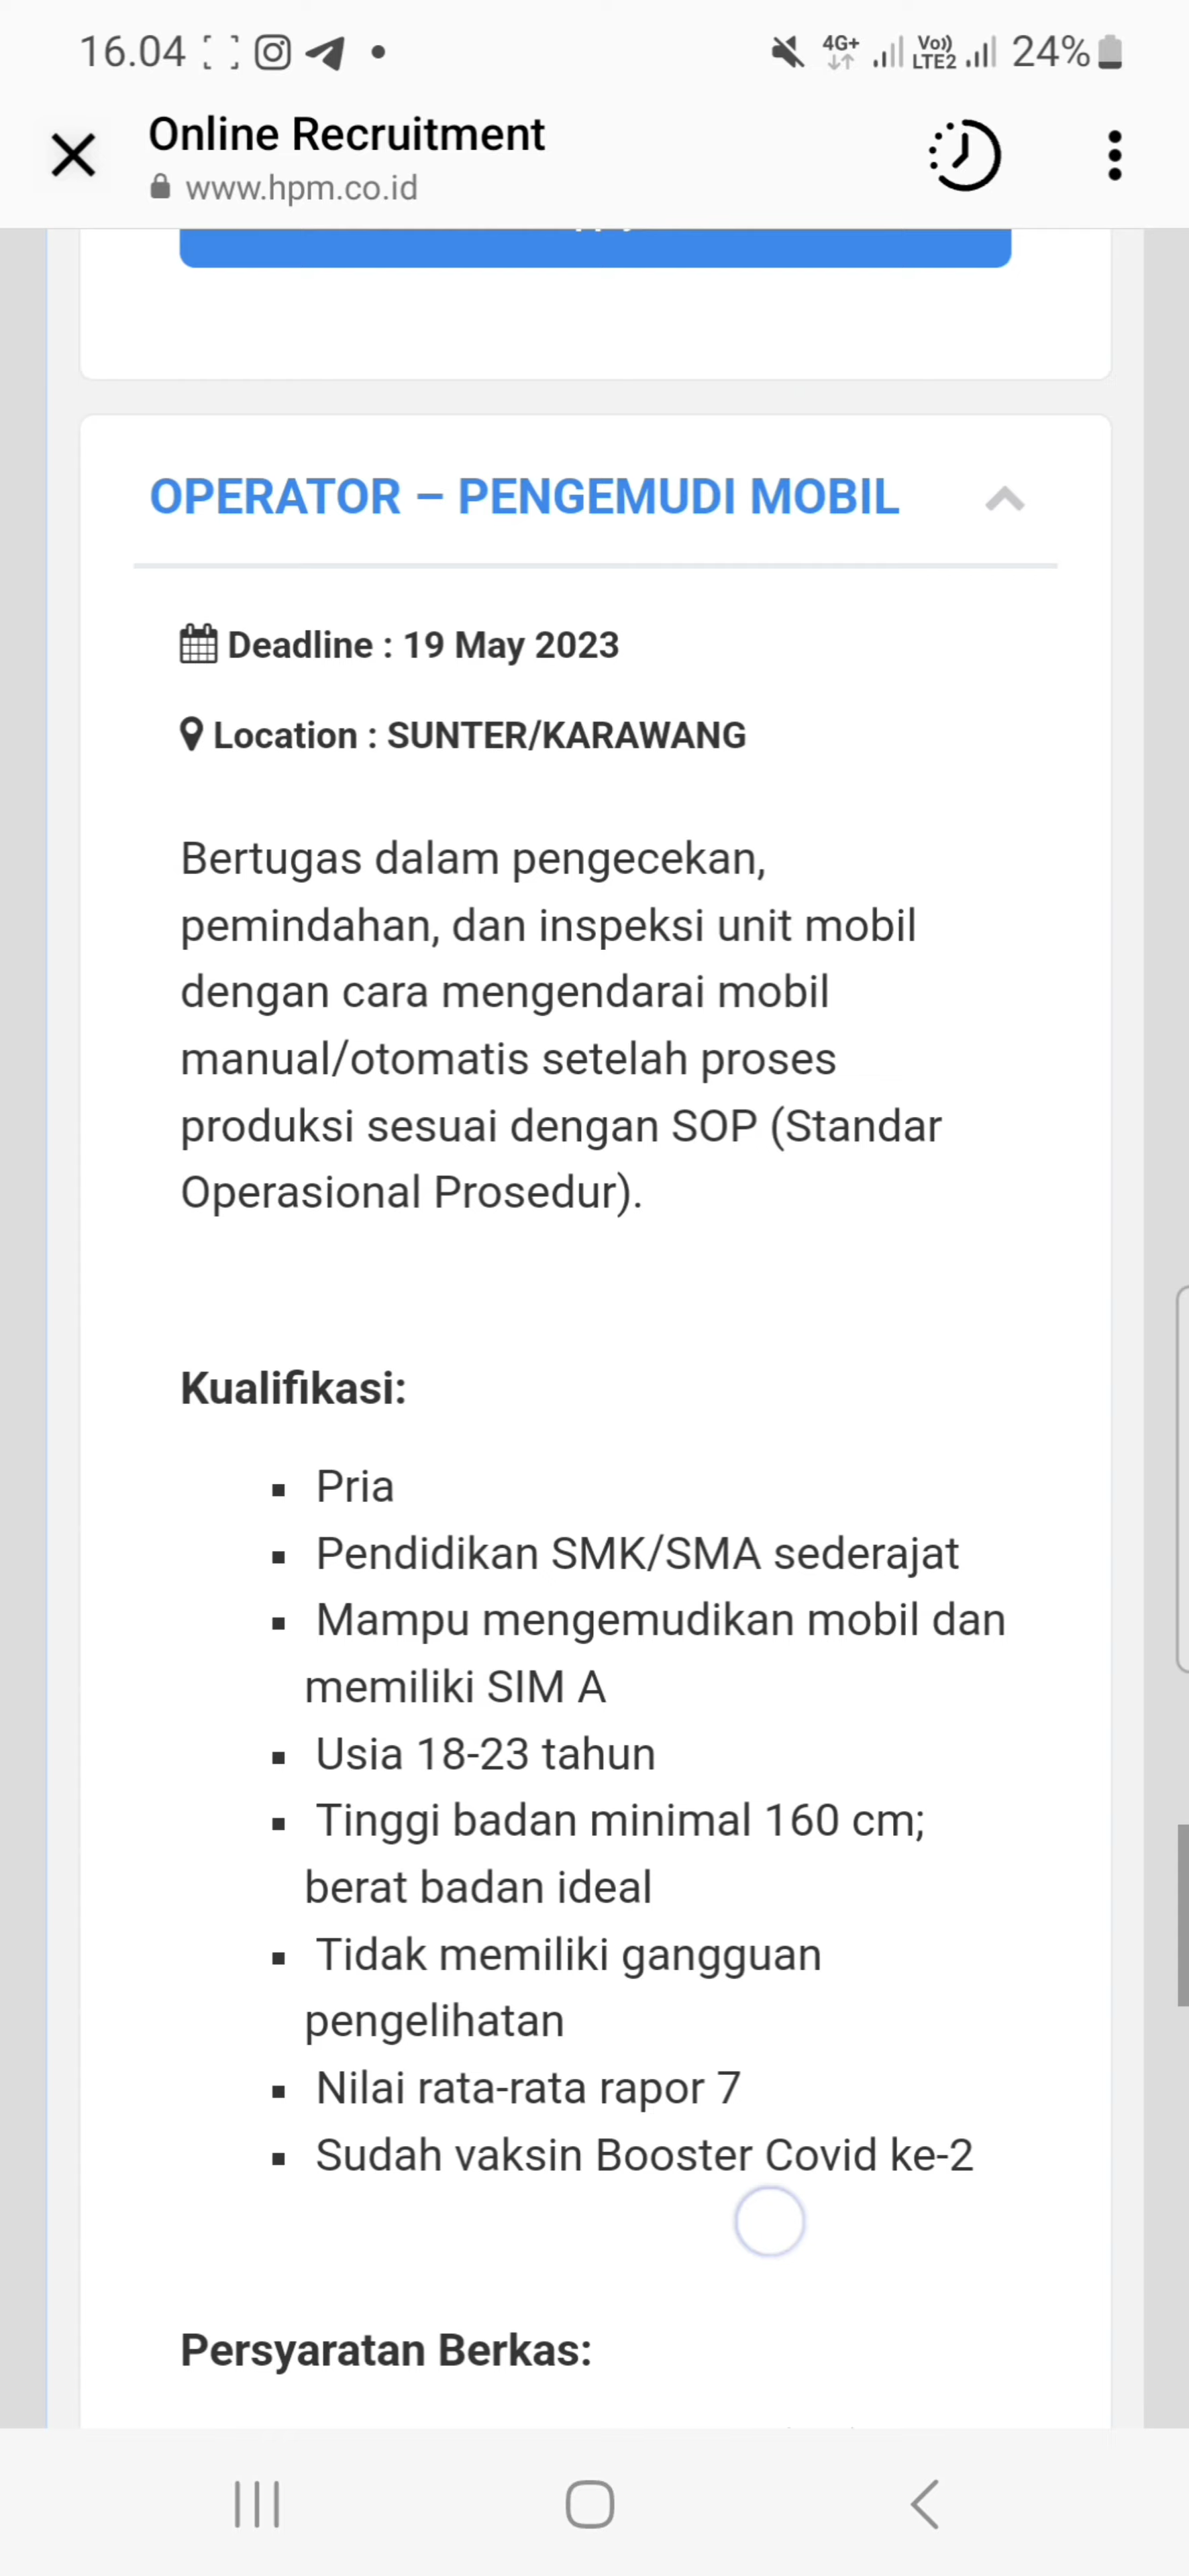 16.04
4G+
Vo))
LTE2
24%
Online Recruitment
www.hpm.co.id
OPERATOR – PENGEMUDI MOBIL
Deadline : 19 May 2023
Location : SUNTER/KARAWANG
Bertugas dalam pengecekan,
pemindahan, dan inspeksi unit mobil
dengan cara mengendarai mobil
manual/otomatis setelah proses
produksi sesuai dengan SOP (Standar
Operasional Prosedur).
Kualifikasi:
▪ Pria
▪ Pendidikan SMK/SMA sederajat
▪ Mampu mengemudikan mobil dan
memiliki SIM A
▪ Usia 18-23 tahun
▪ Tinggi badan minimal 160 cm;
berat badan ideal
▪ Tidak memiliki gangguan
pengelihatan
▪ Nilai rata-rata rapor 7
▪ Sudah vaksin Booster Covid ke-2
Persyaratan Berkas: